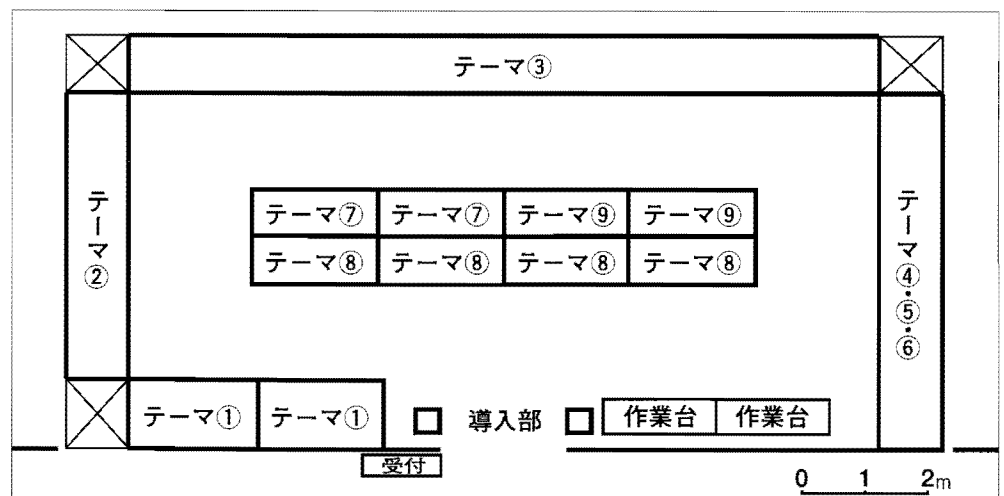 テーマ③
テーマ②
テーマ⑦ テーマ⑦ テーマ⑨ テーマ⑨
テーマ⑧ テーマ⑧ テーマ⑧ テーマ⑧
テーマ④・⑤・⑥
テーマ① テーマ① 導入部 作業台 作業台
受付
0 1 2m